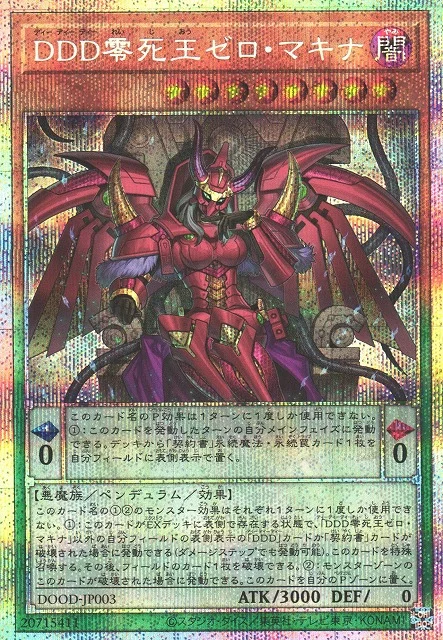 ディーディーディー れい おう
DDD零死王ゼロ・マキナ
やみ
闇
このカード名のP効果は1ターンに1度しか使用できない。
①:このカードを発動したターンの自分メインフェイズに発動
できる。デッキから「契約書」永続魔法・永続罠カード1枚を
自分フィールドに表側表示で置く。
0
0
【悪魔族/ペンデュラム/効果】
このカード名の①②のモンスター効果はそれぞれ1ターンに1度しか使用でき
ない。①:このカードがEXデッキに表側で存在する状態で、「DDD零死王ゼロ・
マキナ」以外の自分フィールドの表側表示の「DDD」カードか「契約書」カードが
破壊された場合に発動できる(ダメージステップでも発動可能)。このカードを特殊
召喚する。その後、フィールドのカード1枚を破壊できる。②:モンスターゾーン
のこのカードが破壊された場合に発動できる。このカードを自分のPゾーンに置く。
DOOD-JP003 ATK/3000 DEF/ 0
20715411 ©スタジオ・ダイス/集英社・テレビ東京・KONAMI